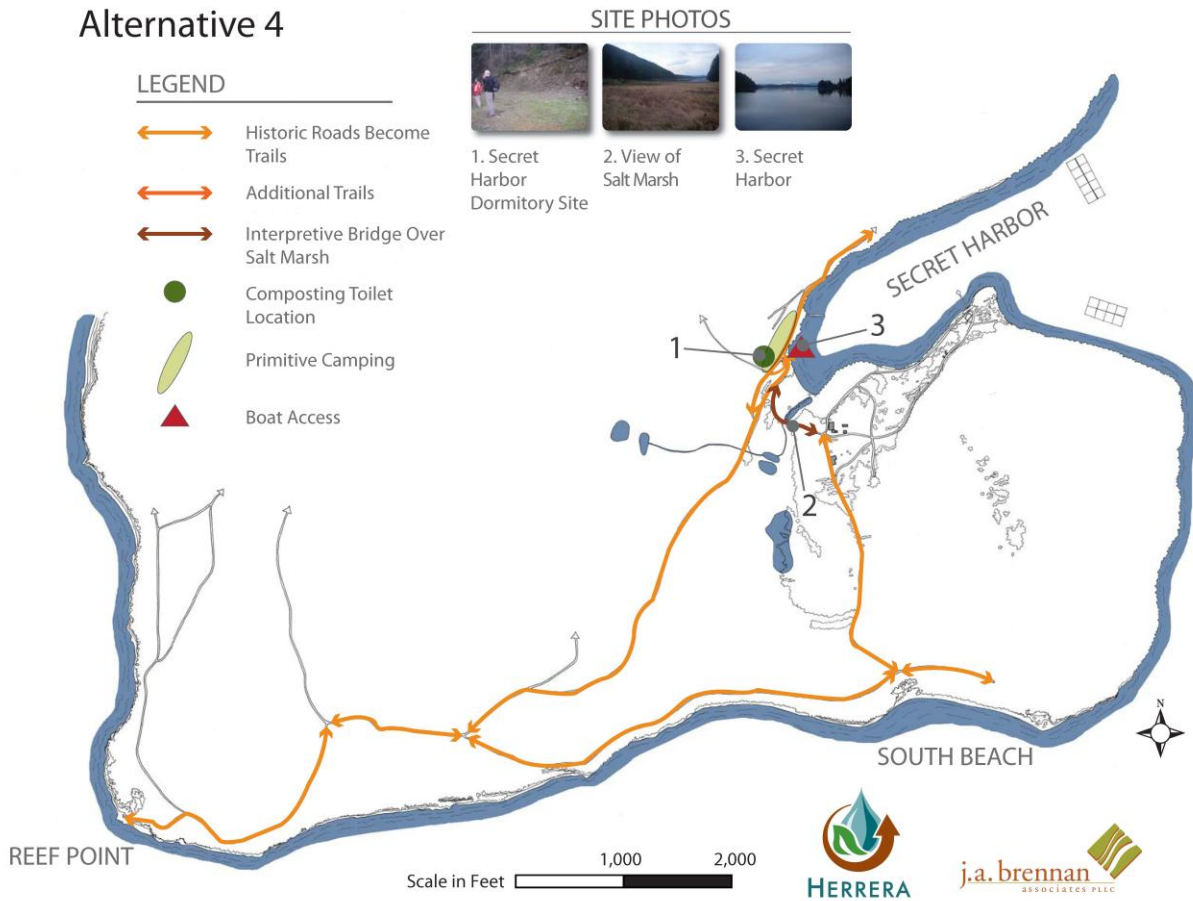 Alternative 4
LEGEND
Historic Roads Become
Trails
Additional Trails
Interpretive Bridge Over
Salt Marsh
Composting Toilet
Location
Primitive Camping
Boat Access
SITE PHOTOS
1. Secret
Harbor
Dormitory Site
2. View of
Salt Marsh
3. Secret
Harbor
SECRET HARBOR
1
3
2
N
SOUTH BEACH
REEF POINT
Scale in Feet
1,000
2,000
HERRERA
j.a. brennan
associates PLLC